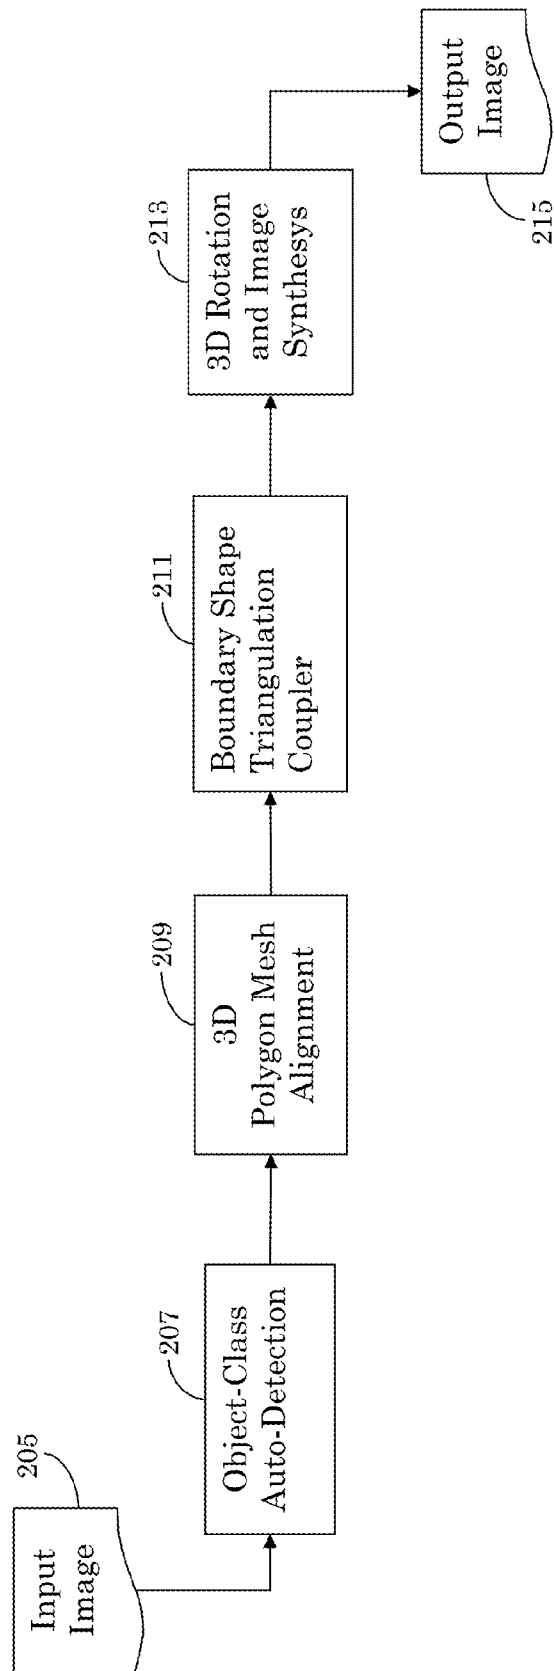 205
Input
Image
207
Object-Class
Auto-Detection
209
3D
Polygon Mesh
Alignment
211
Boundary Shape
Triangulation
Coupler
213
3D Rotation
and Image
Synthesys
Output
Image
215